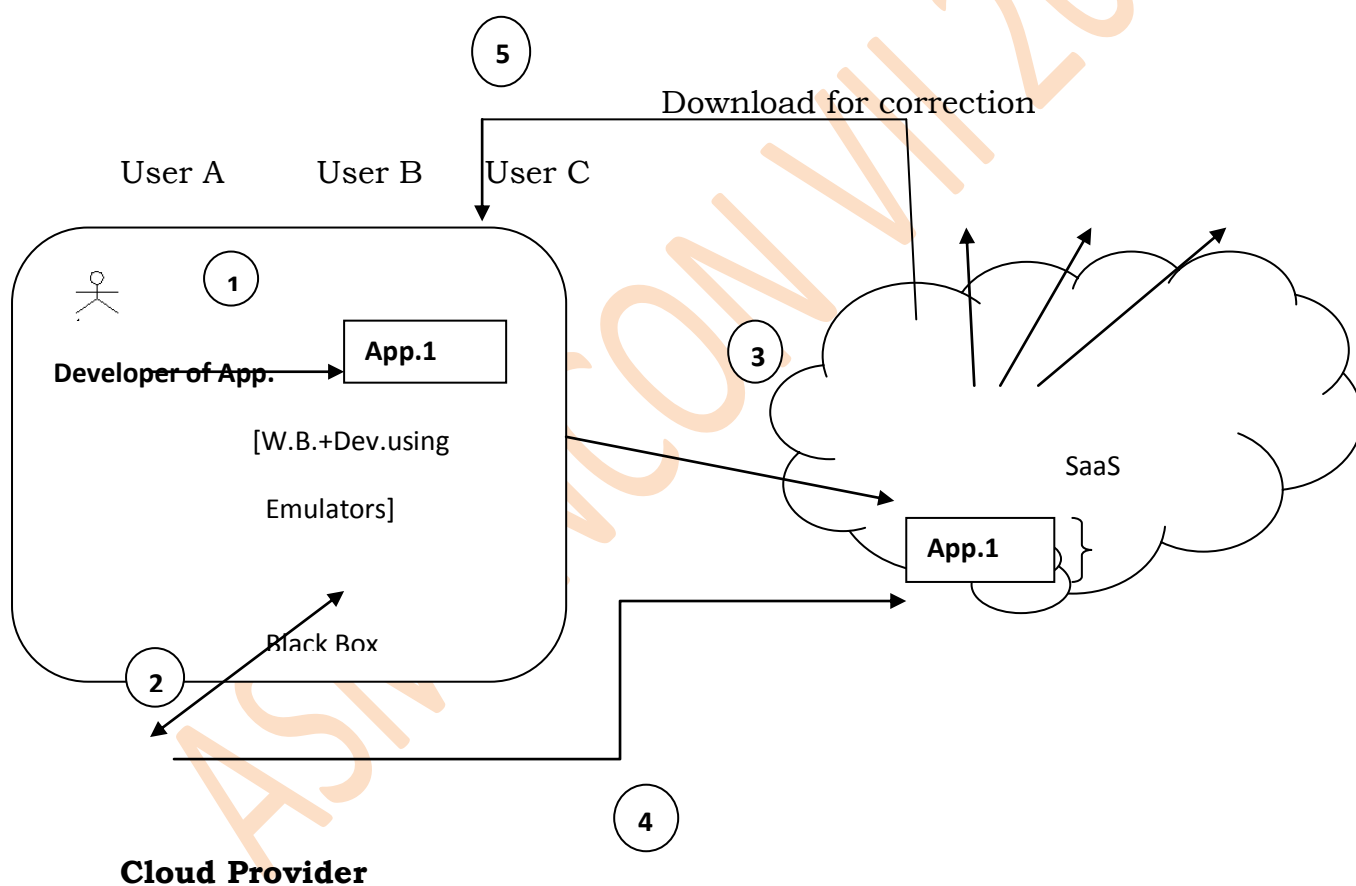 5
Download for correction
User A User B User C
1
App.1
3
Developer of App.
[W.B.+Dev.using
SaaS
Emulators]
App.1
Black Box
2
4
Cloud Provider